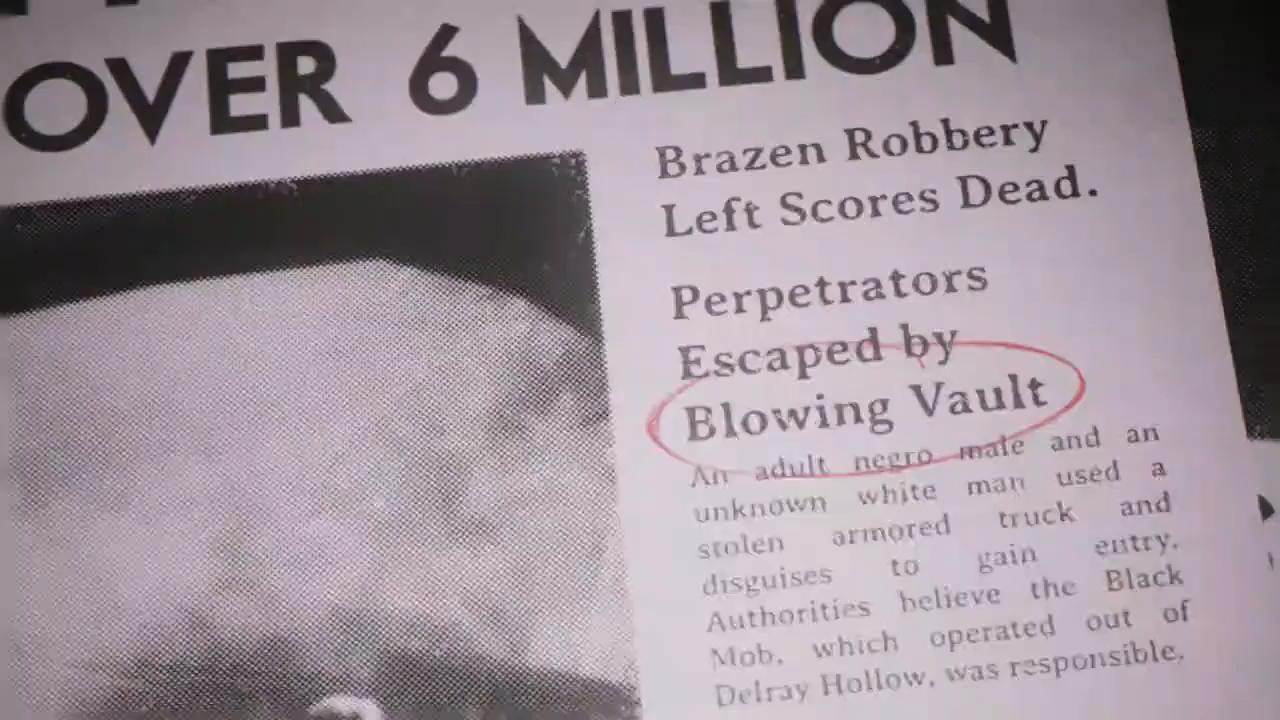 OVER 6 MILLION
Brazen Robbery
Left Scores Dead.
Perpetrators
Escaped by
Blowing Vault
An adult negro male and an
unknown white man used a
stolen armored truck and
disguises to gain entry.
Authorities believe the Black
Mob, which operated out of
Delray Hollow, was responsible,